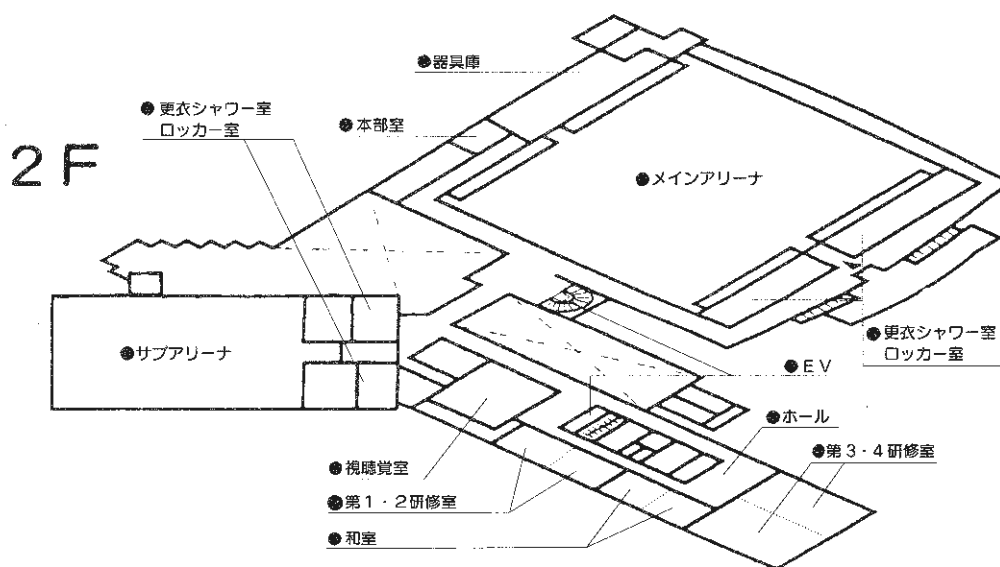 ●器具庫
●更衣シャワー室
ロッカー室
●本部室
2F
●メインアリーナ
●サブアリーナ
●更衣シャワー室
ロッカー室
●EV
●ホール
●第3・4研修室
●視聴覚室
●第1・2研修室
●和室